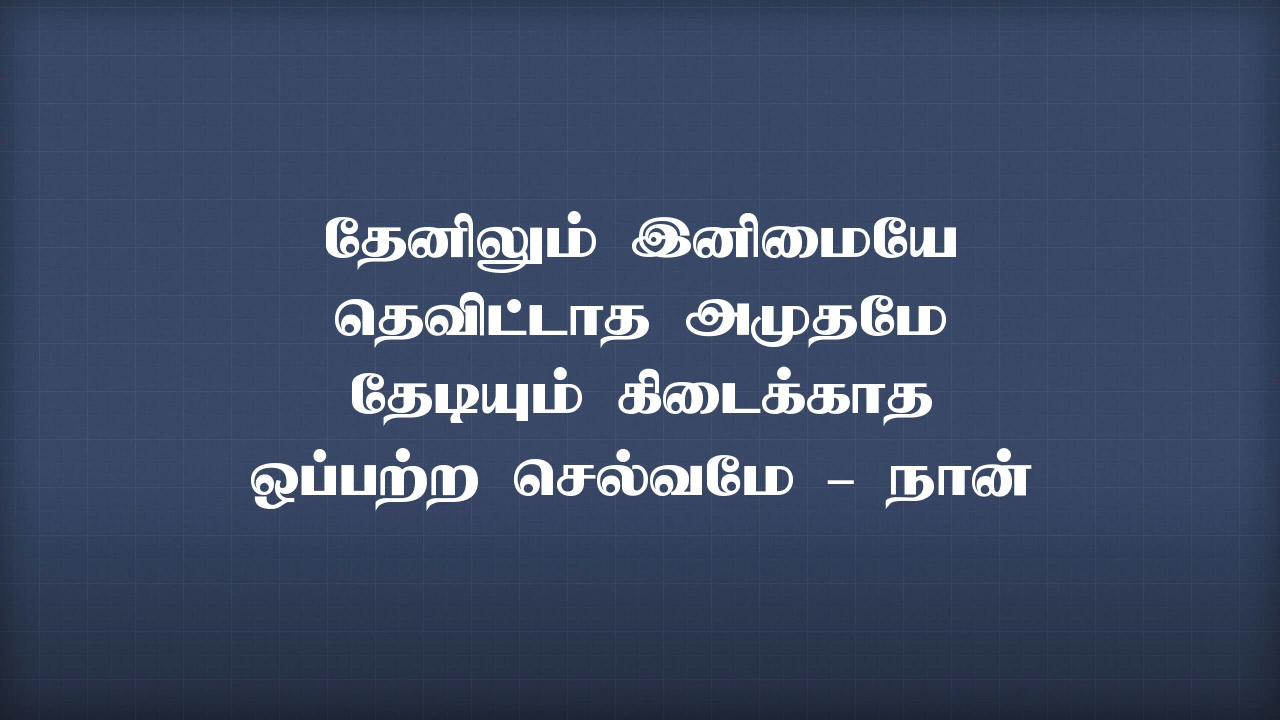 தேனிலும் இனிமையே
தெவிட்டாத அமுதமே
தேடியும் கிடைக்காத
ஒப்பற்ற செல்வமே – நான்